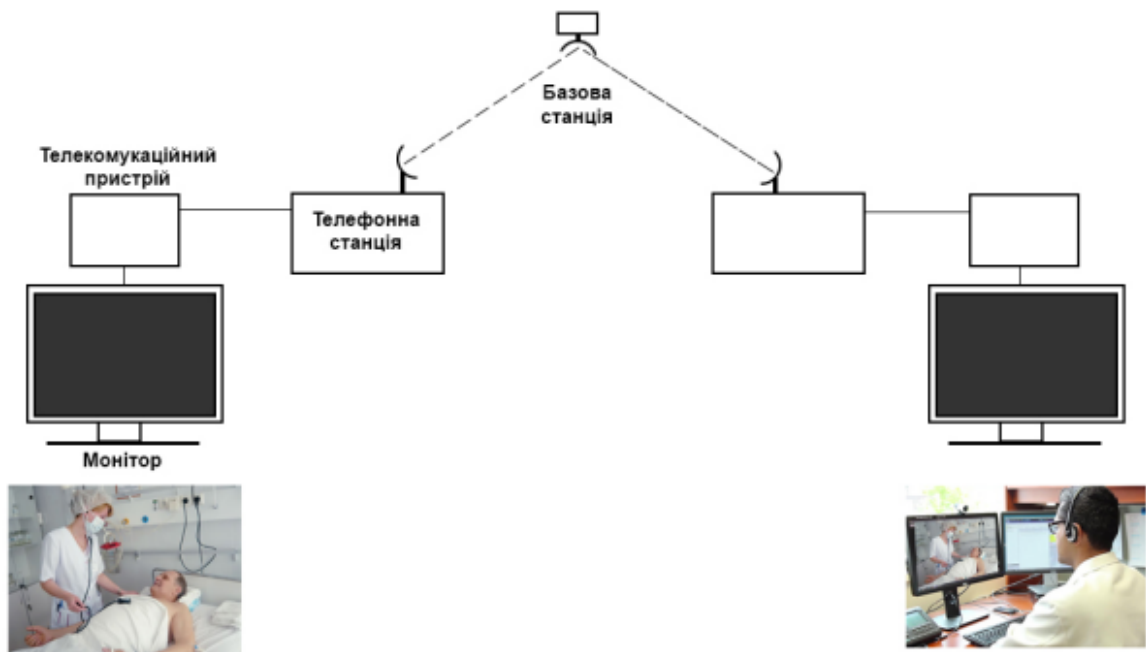 Базова
станція
Телекомукаційний
пристрій
Телефонна
станція
Монітор